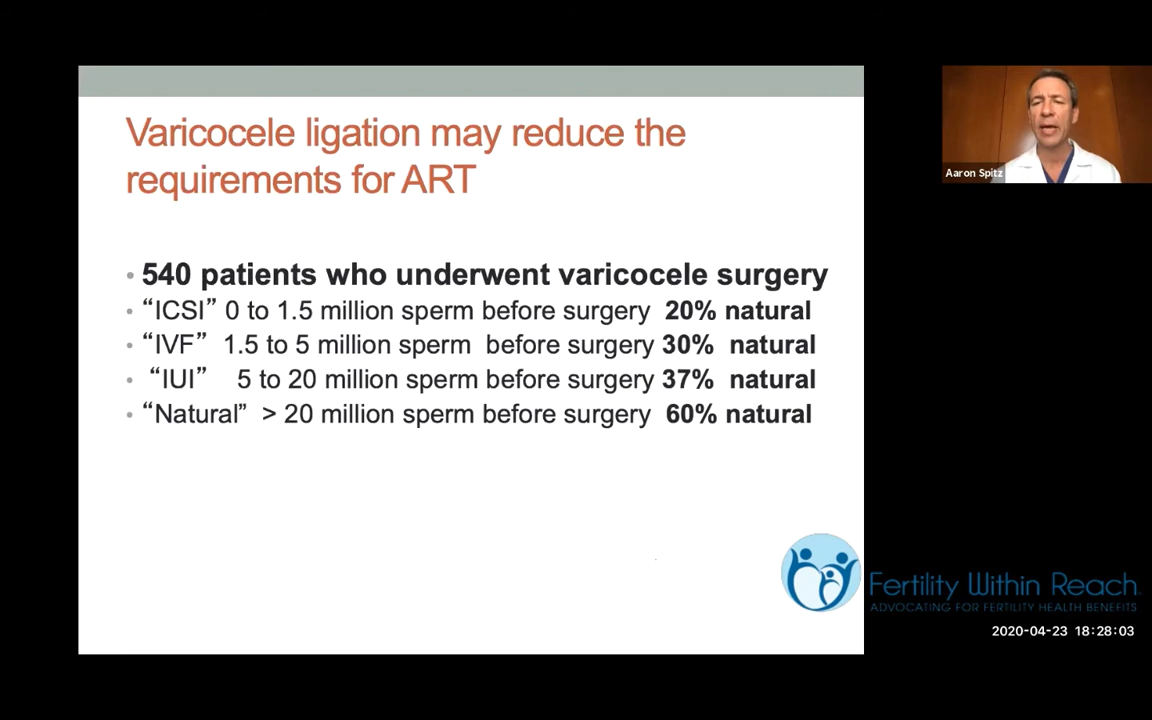 Varicocele ligation may reduce the
requirements for ART
• 540 patients who underwent varicocele surgery
• “ICSI” 0 to 1.5 million sperm before surgery 20% natural
• “IVF” 1.5 to 5 million sperm before surgery 30% natural
• “IUI” 5 to 20 million sperm before surgery 37% natural
• “Natural” > 20 million sperm before surgery 60% natural
Aaron Spitz
Fertility Within Reach.
ADVOCATING FOR FERTILITY HEALTH BENEFITS
2020-04-23 18:28:03